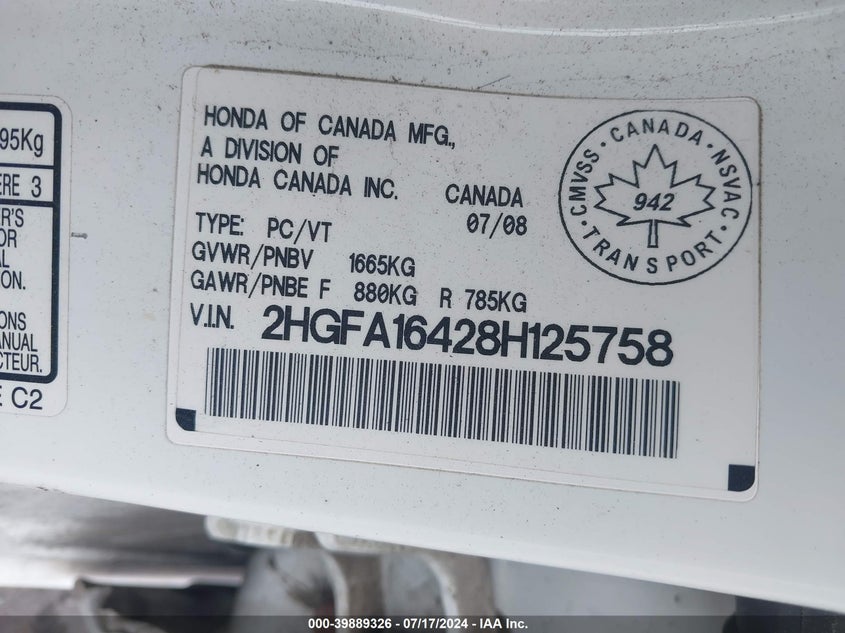 95Kg
ERE 3
R'S
OR
AL
ON.
ONS
ANUAL
CTEUR.
E C2
HONDA OF CANADA MFG.,
A DIVISION OF
HONDA CANADA INC. CANADA
07/08
TYPE: PC/VT
GVWR/PNBV 1665KG
GAWR/PNBE F 880KG R 785KG
V.I.N. 2HGFA16428H125758
CMVSS · CANADA · NSVAC
942
TRANSPORT
000-39889326 - 07/17/2024 - IAA Inc.